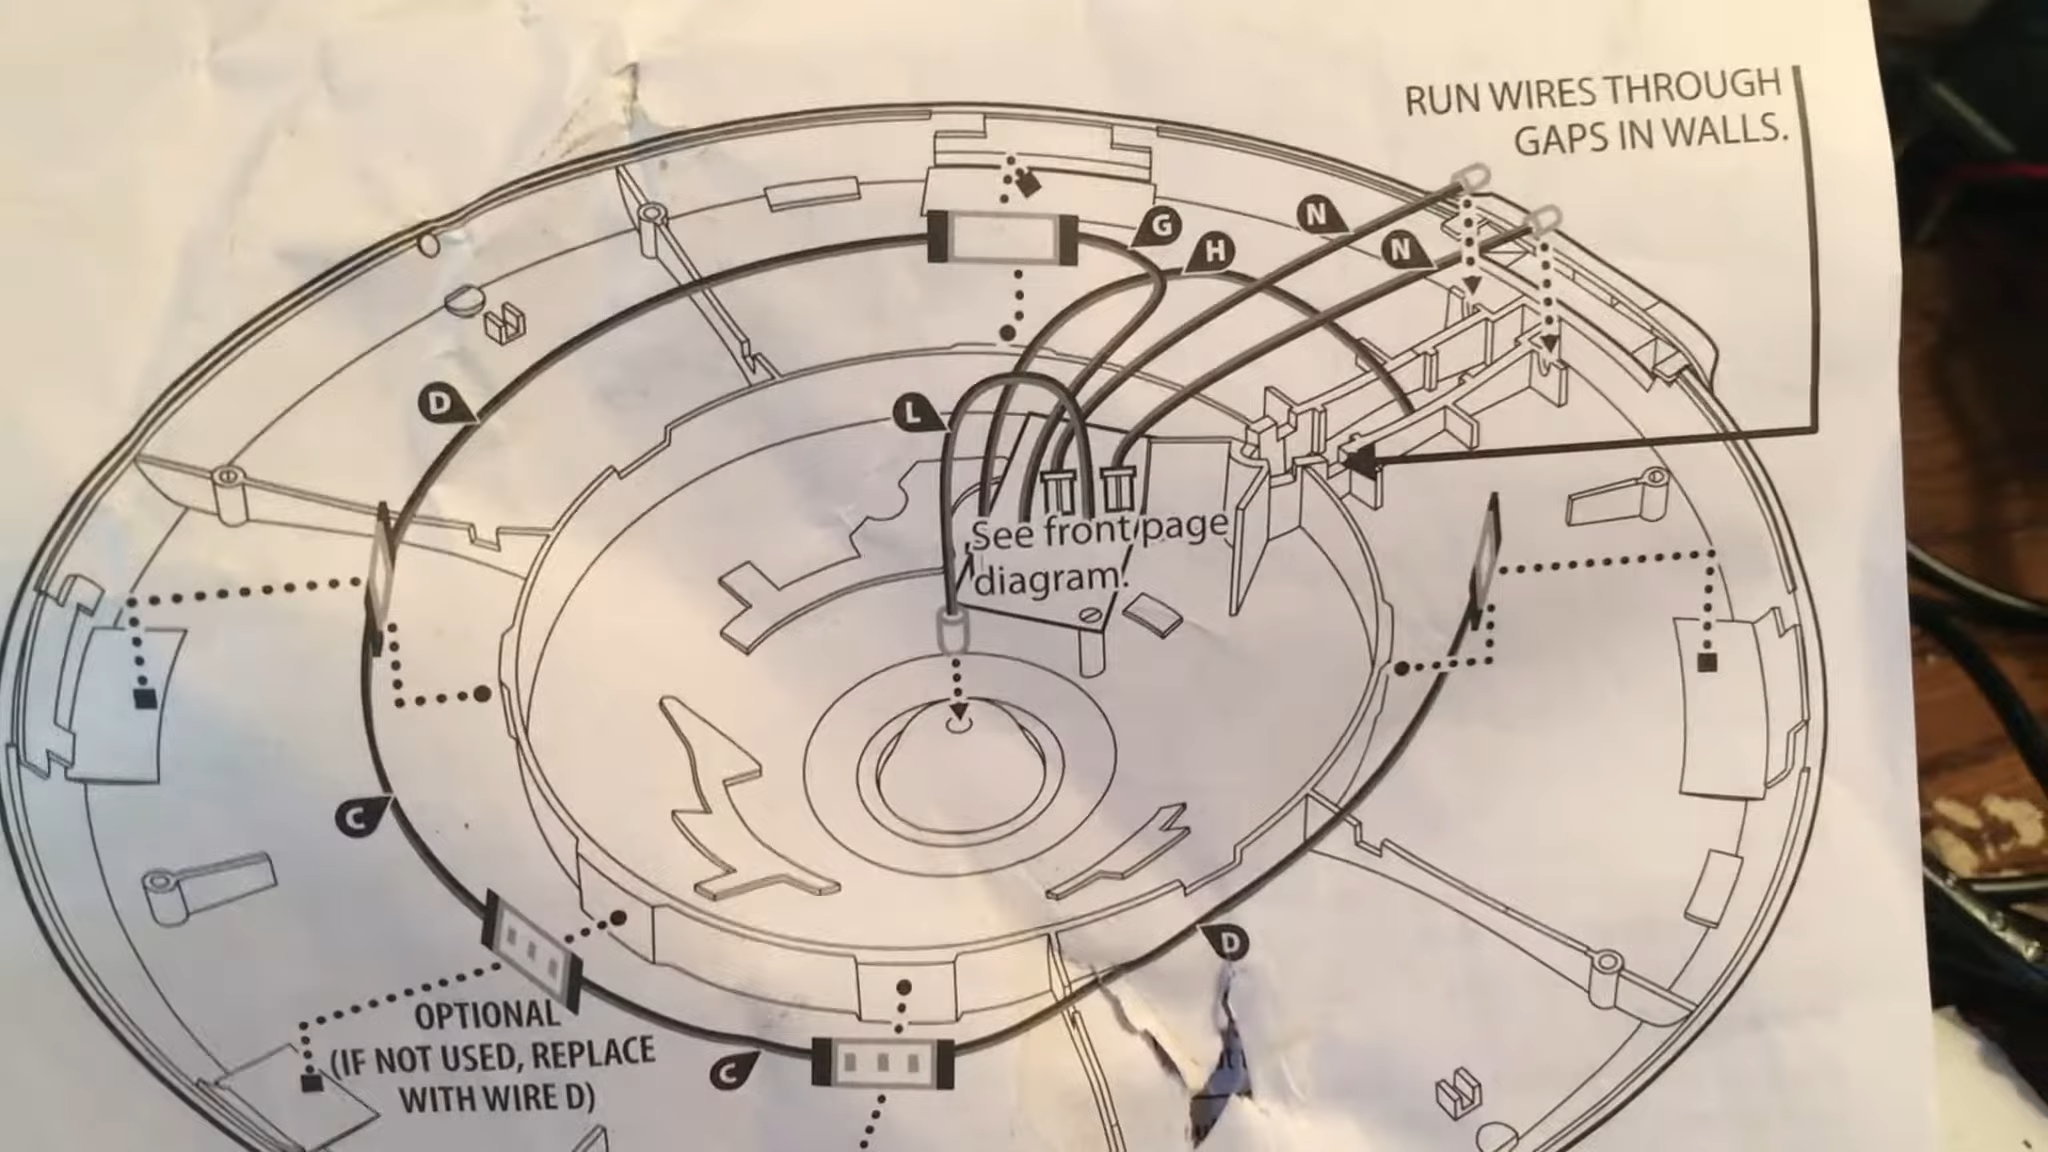 RUN WIRES THROUGH
GAPS IN WALLS.
G
H
N
N
D
L
See front page
diagram.
C
D
OPTIONAL
(IF NOT USED, REPLACE
WITH WIRE D)
C